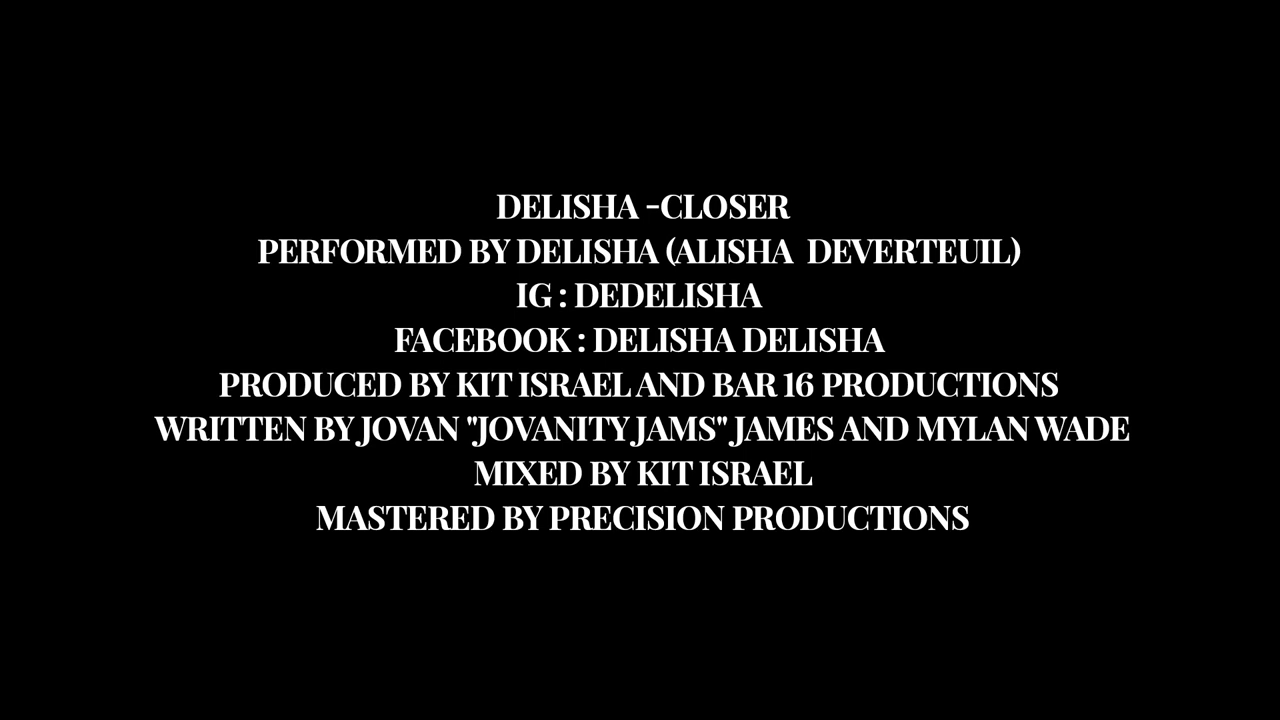 DELISHA -CLOSER
PERFORMED BY DELISHA (ALISHA  DEVERTEUIL)
IG : DEDELISHA
FACEBOOK : DELISHA DELISHA
PRODUCED BY KIT ISRAEL AND BAR 16 PRODUCTIONS
WRITTEN BY JOVAN "JOVANITY JAMS" JAMES AND MYLAN WADE
MIXED BY KIT ISRAEL
MASTERED BY PRECISION PRODUCTIONS